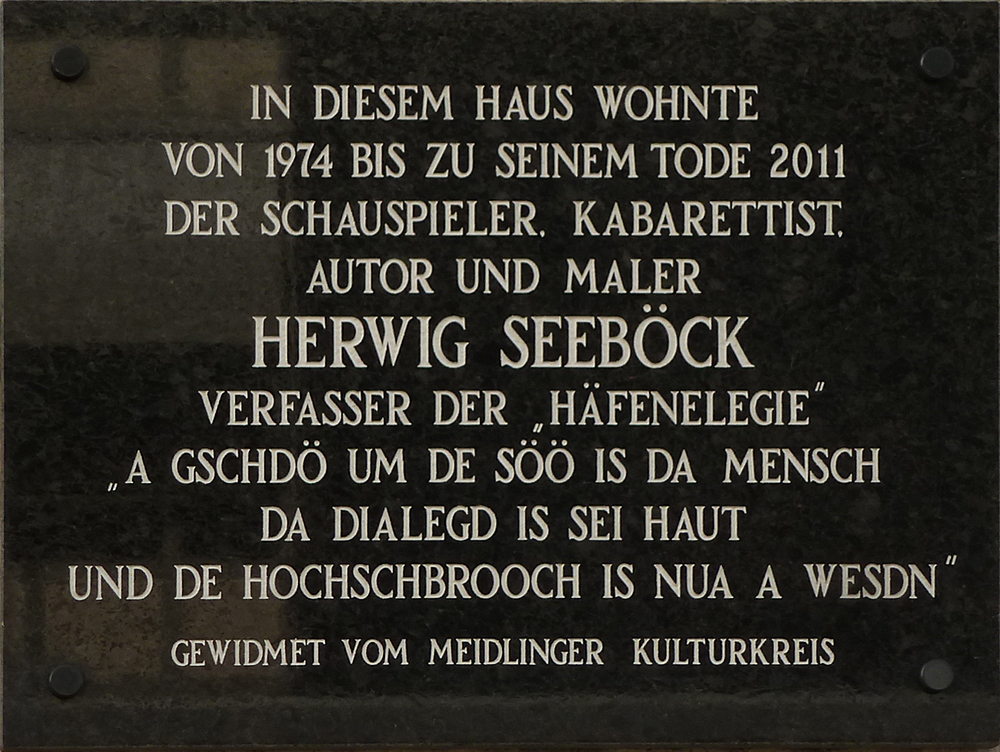 IN DIESEM HAUS WOHNTE
VON 1974 BIS ZU SEINEM TODE 2011
DER SCHAUSPIELER, KABARETTIST,
AUTOR UND MALER
HERWIG SEEBÖCK
VERFASSER DER „HÄFENELEGIE"
„A GSCHDÖ UM DE SÖÖ IS DA MENSCH
DA DIALEGD IS SEI HAUT
UND DE HOCHSCHBROOCH IS NUA A WESDN"
GEWIDMET VOM MEIDLINGER KULTURKREIS